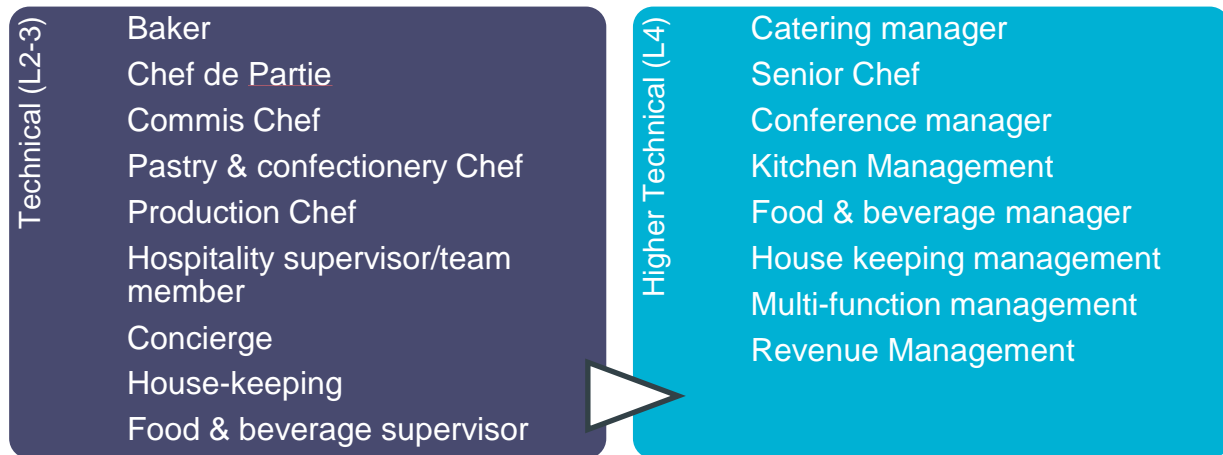 Technical (L2-3)
Baker
Chef de Partie
Commis Chef
Pastry & confectionery Chef
Production Chef
Hospitality supervisor/team
member
Concierge
House-keeping
Food & beverage supervisor
Higher Technical (L4)
Catering manager
Senior Chef
Conference manager
Kitchen Management
Food & beverage manager
House keeping management
Multi-function management
Revenue Management